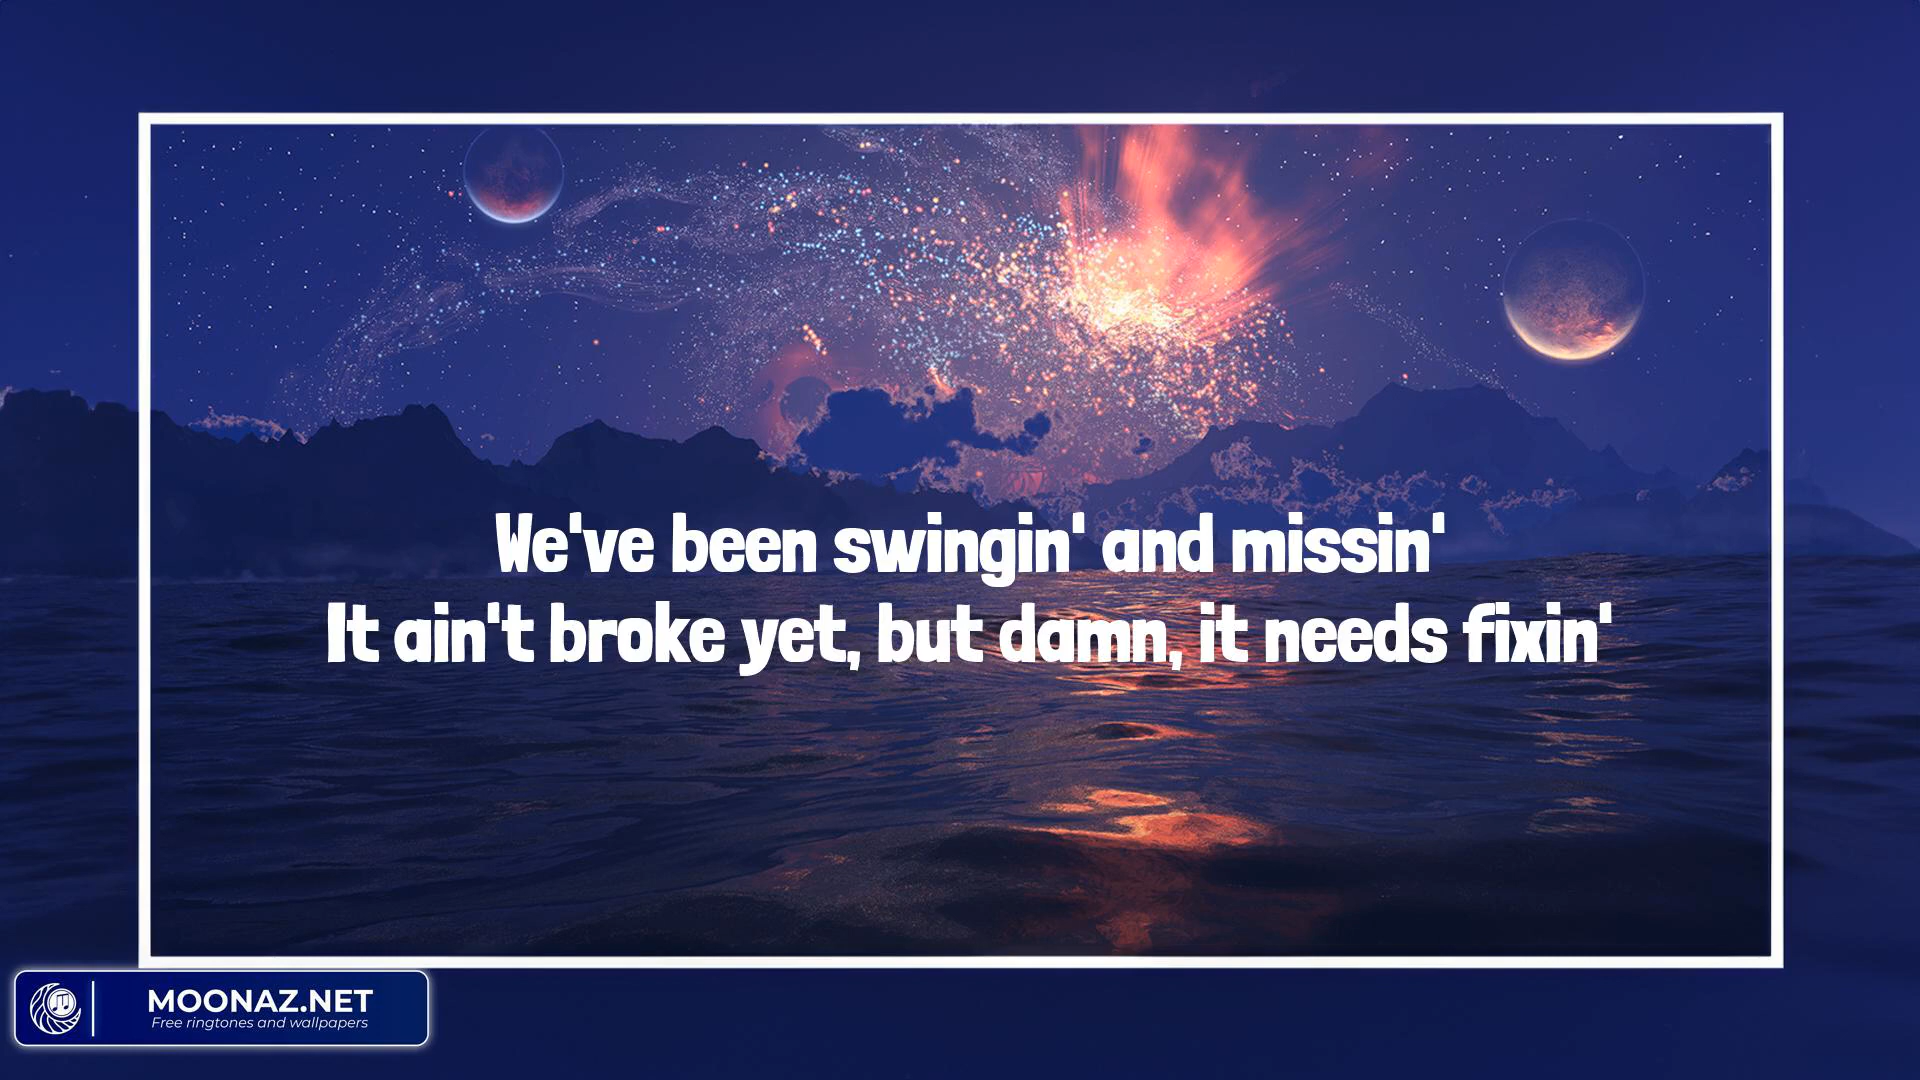 We've been swingin' and missin'
It ain't broke yet, but damn, it needs fixin'
MOONAZ.NET
Free ringtones and wallpapers